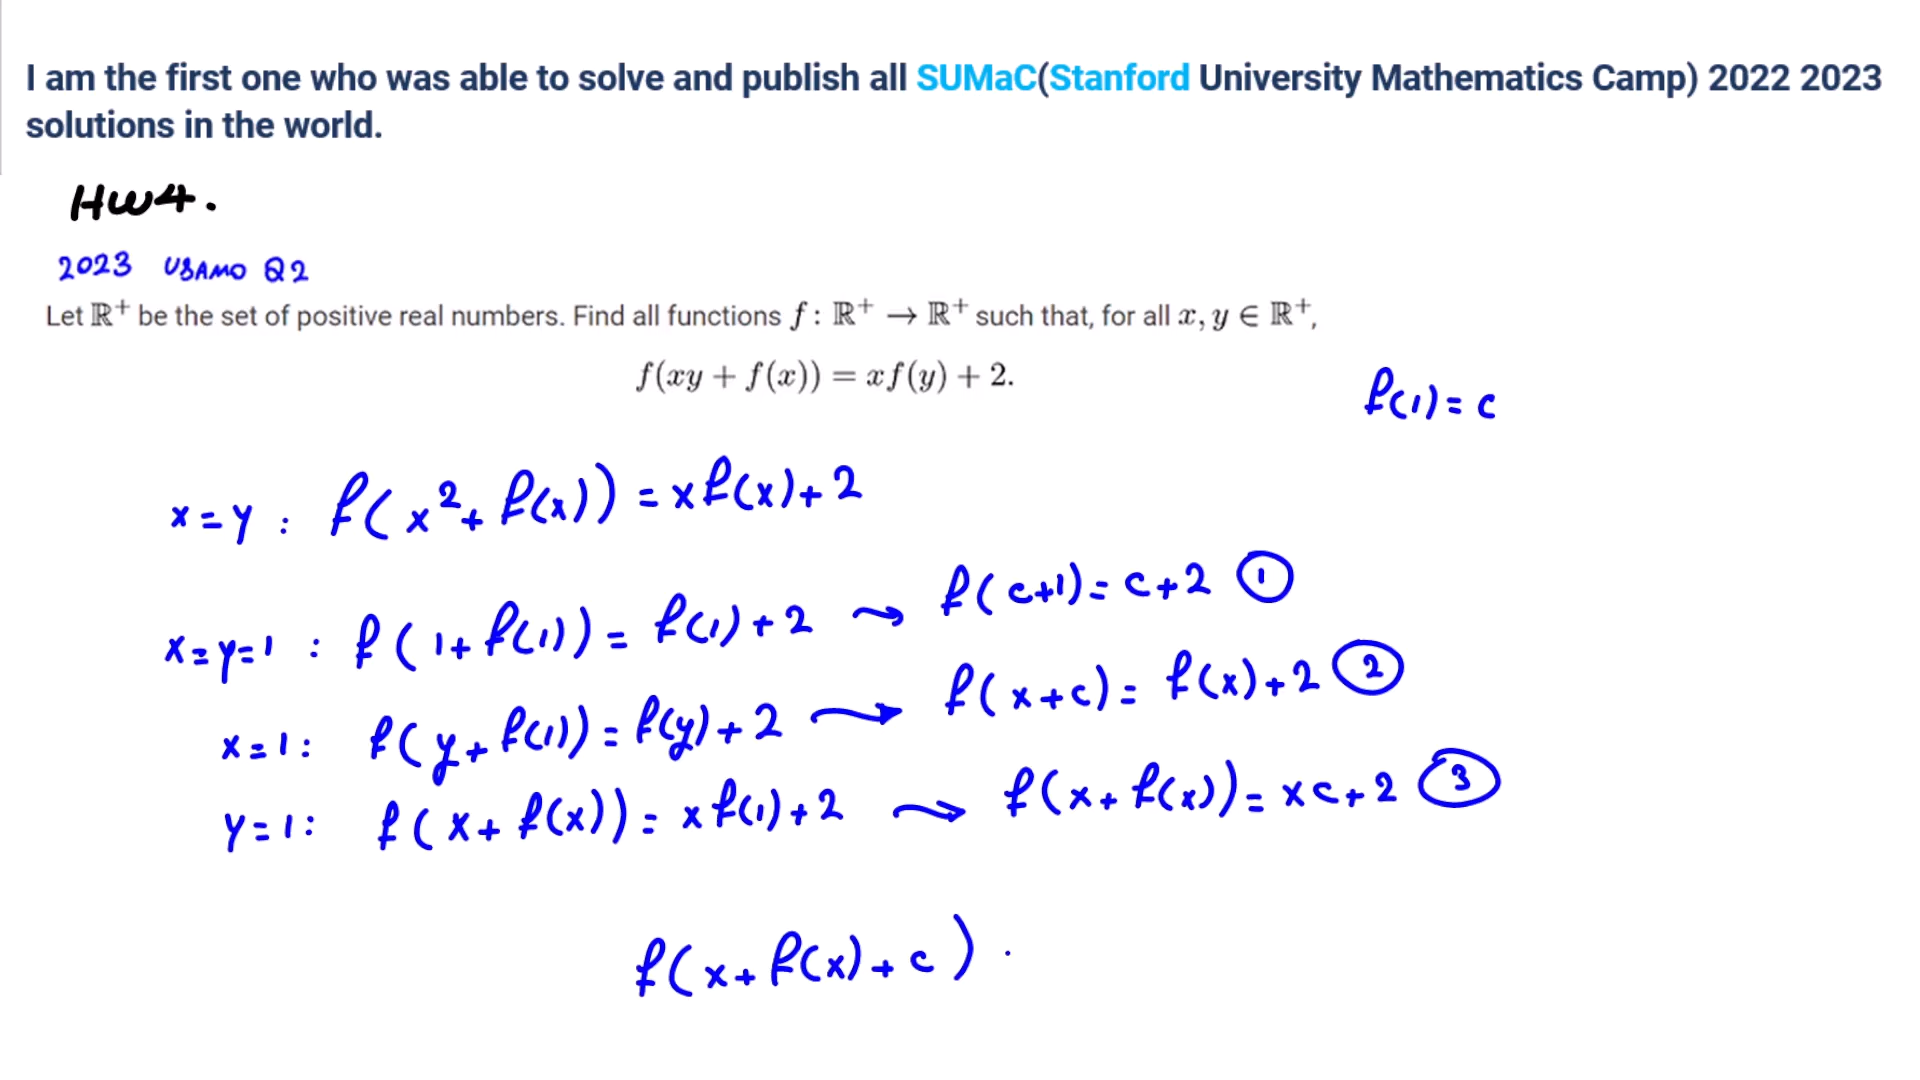 I am the first one who was able to solve and publish all SUMaC(Stanford University Mathematics Camp) 2022 2023
solutions in the world.
HW4.
2023 USAMO Q2
Let ℝ⁺ be the set of positive real numbers. Find all functions f : ℝ⁺ → ℝ⁺ such that, for all x, y ∈ ℝ⁺,
f(xy + f(x)) = xf(y) + 2.
f(1) = c
x=y : f(x²+ f(x)) = xf(x)+2
x=y=1 : f(1+f(1)) = f(1)+2 ⇝ f(c+1) = c+2 ①
x=1: f(y+f(1)) = f(y)+2 ⇝ f(x+c) = f(x)+2 ②
y=1: f(x+f(x)) = xf(1)+2 ⇝ f(x+f(x)) = xc+2 ③
f(x+f(x)+c) .